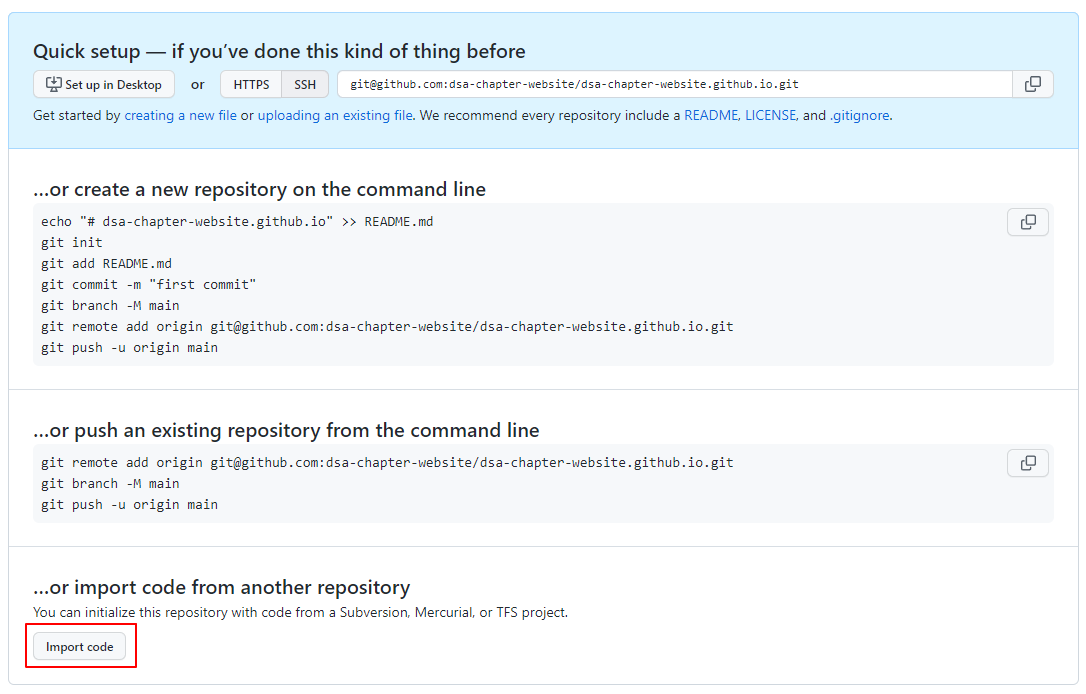 Quick setup — if you’ve done this kind of thing before
Set up in Desktop or HTTPS SSH git@github.com:dsa-chapter-website/dsa-chapter-website.github.io.git
Get started by creating a new file or uploading an existing file. We recommend every repository include a README, LICENSE, and .gitignore.
…or create a new repository on the command line
echo "# dsa-chapter-website.github.io" >> README.md
git init
git add README.md
git commit -m "first commit"
git branch -M main
git remote add origin git@github.com:dsa-chapter-website/dsa-chapter-website.github.io.git
git push -u origin main
…or push an existing repository from the command line
git remote add origin git@github.com:dsa-chapter-website/dsa-chapter-website.github.io.git
git branch -M main
git push -u origin main
…or import code from another repository
You can initialize this repository with code from a Subversion, Mercurial, or TFS project.
Import code